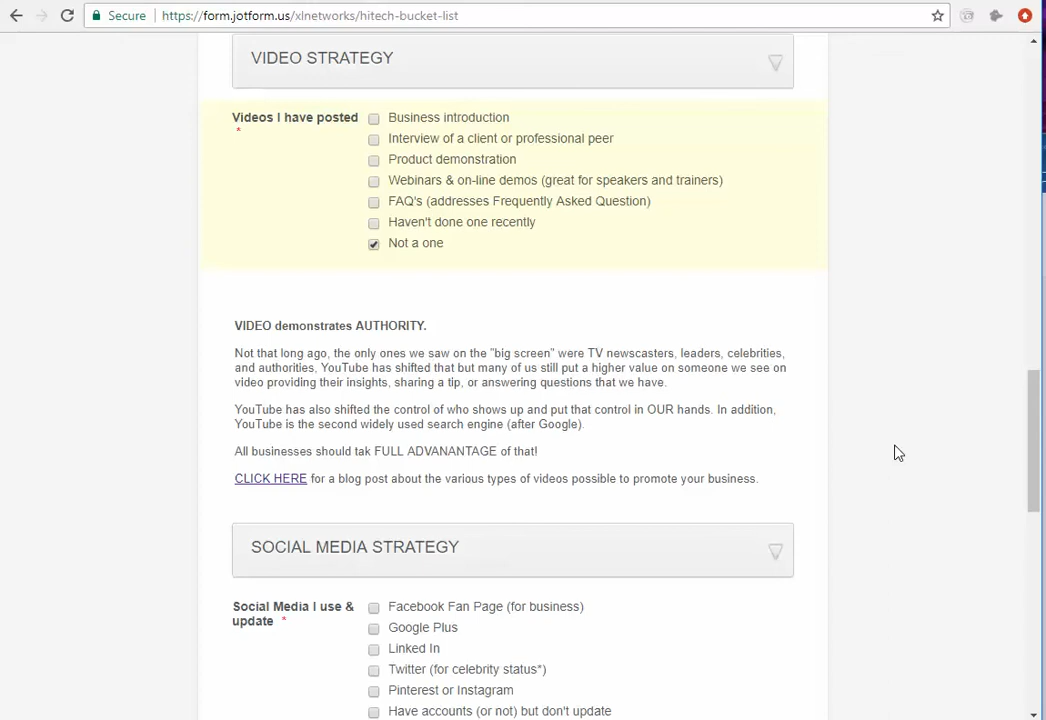 Secure https://form.jotform.us/xlnetworks/hitech-bucket-list
VIDEO STRATEGY
Videos I have posted *
Business introduction
Interview of a client or professional peer
Product demonstration
Webinars & on-line demos (great for speakers and trainers)
FAQ's (addresses Frequently Asked Question)
Haven't done one recently
Not a one
VIDEO demonstrates AUTHORITY.
Not that long ago, the only ones we saw on the "big screen" were TV newscasters, leaders, celebrities,
and authorities, YouTube has shifted that but many of us still put a higher value on someone we see on
video providing their insights, sharing a tip, or answering questions that we have.
YouTube has also shifted the control of who shows up and put that control in OUR hands. In addition,
YouTube is the second widely used search engine (after Google).
All businesses should tak FULL ADVANANTAGE of that!
CLICK HERE for a blog post about the various types of videos possible to promote your business.
SOCIAL MEDIA STRATEGY
Social Media I use &
update *
Facebook Fan Page (for business)
Google Plus
Linked In
Twitter (for celebrity status*)
Pinterest or Instagram
Have accounts (or not) but don't update